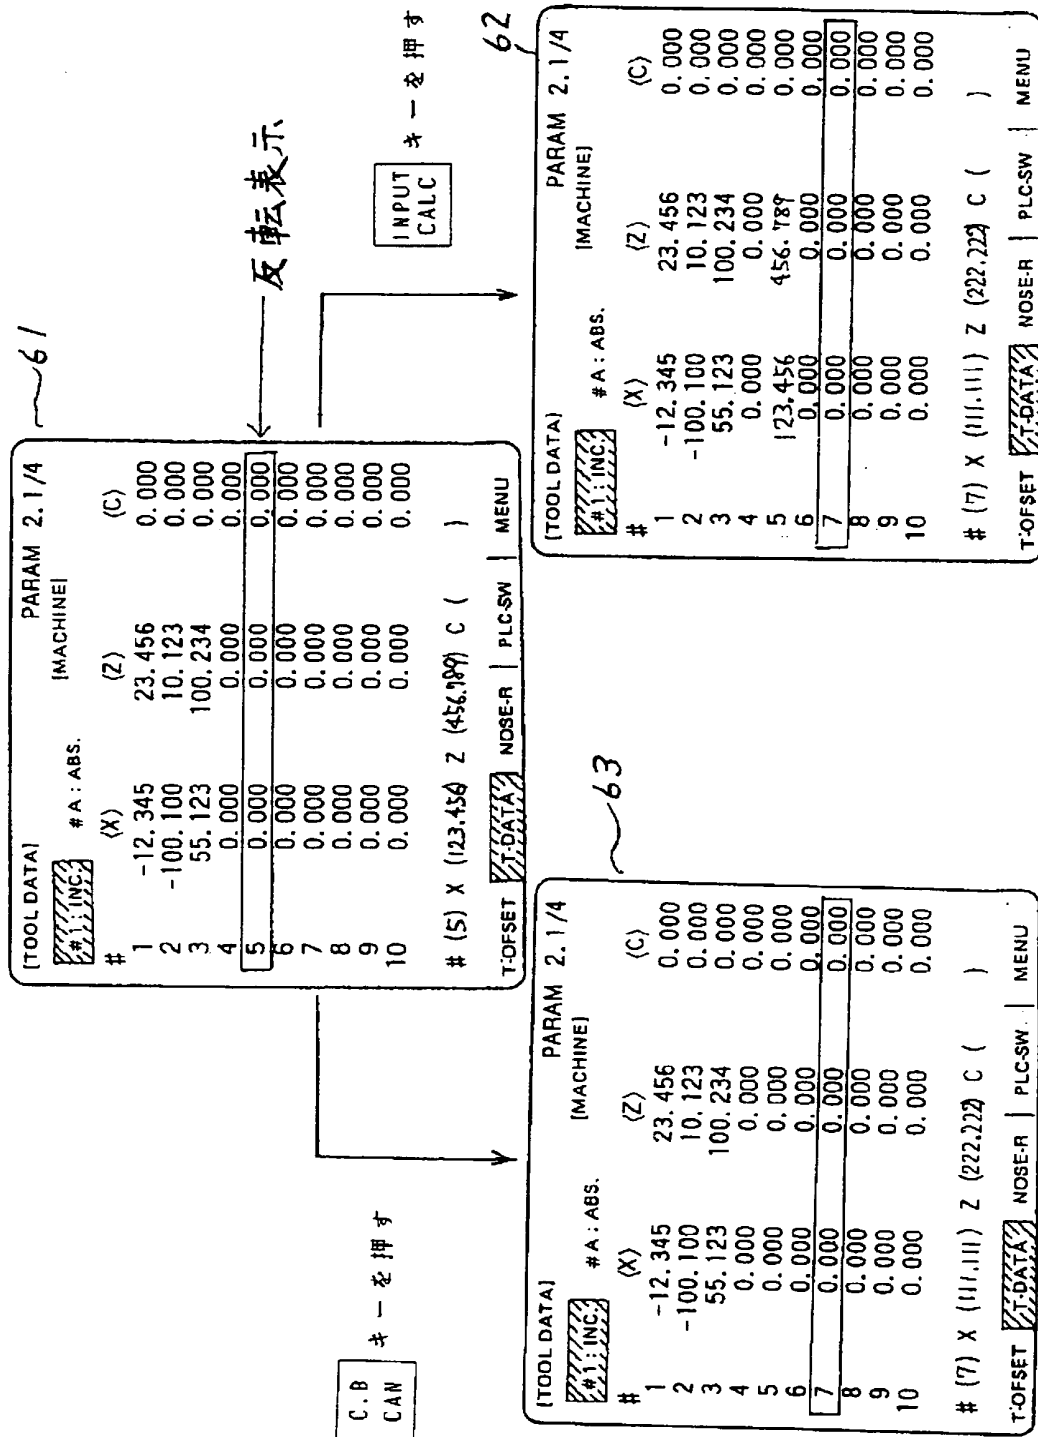 [TOOL DATA] PARAM 2.1/4
#1: INC. #A: ABS. [MACHINE]
# ⟨X⟩ ⟨Z⟩ ⟨C⟩
1 -12.345 23.456 0.000
2 -100.100 10.123 0.000
3 55.123 100.234 0.000
4 0.000 0.000 0.000
5 0.000 0.000 0.000
6 0.000 0.000 0.000
7 0.000 0.000 0.000
8 0.000 0.000 0.000
9 0.000 0.000 0.000
10 0.000 0.000 0.000
# (5) X (123.456) Z (456.789) C ( )
T-OFSET T-DATA NOSE-R PLC-SW MENU
61
反転表示
C.B
CAN
キーを押す
INPUT
CALC
キーを押す
[TOOL DATA] PARAM 2.1/4
#1: INC. #A: ABS. [MACHINE]
# ⟨X⟩ ⟨Z⟩ ⟨C⟩
1 -12.345 23.456 0.000
2 -100.100 10.123 0.000
3 55.123 100.234 0.000
4 0.000 0.000 0.000
5 0.000 0.000 0.000
6 0.000 0.000 0.000
7 0.000 0.000 0.000
8 0.000 0.000 0.000
9 0.000 0.000 0.000
10 0.000 0.000 0.000
# (7) X (111.111) Z (222.222) C ( )
T-OFSET T-DATA NOSE-R PLC-SW MENU
63
[TOOL DATA] PARAM 2.1/4
#1: INC. #A: ABS. [MACHINE]
# ⟨X⟩ ⟨Z⟩ ⟨C⟩
1 -12.345 23.456 0.000
2 -100.100 10.123 0.000
3 55.123 100.234 0.000
4 0.000 0.000 0.000
5 123.456 456.789 0.000
6 0.000 0.000 0.000
7 0.000 0.000 0.000
8 0.000 0.000 0.000
9 0.000 0.000 0.000
10 0.000 0.000 0.000
# (7) X (111.111) Z (222.222) C ( )
T-OFSET T-DATA NOSE-R PLC-SW MENU
62